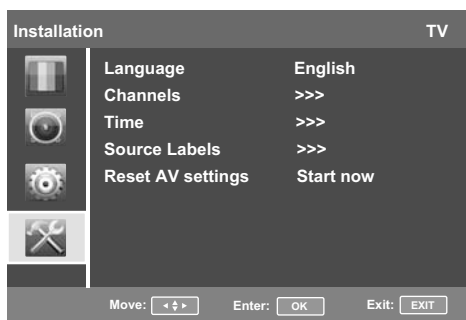 Installation TV
Language English
Channels >>>
Time >>>
Source Labels >>>
Reset AV settings Start now
Move: Enter: OK Exit: EXIT